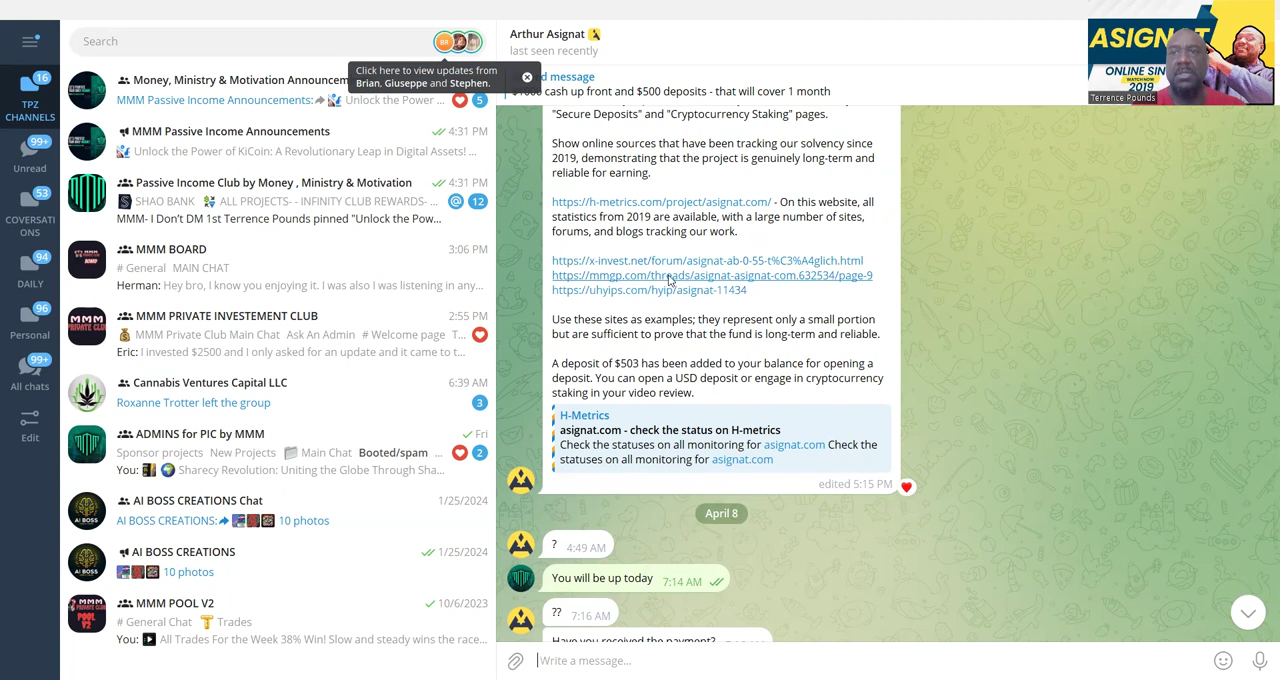 Search
BR
Click here to view updates from
Brian, Giuseppe and Stephen.
16
TPZ
CHANNELS
99+
Unread
53
COVERSATI
ONS
94
DAILY
96
Personal
99+
All chats
Edit
Money, Ministry & Motivation Announcem
MMM Passive Income Announcements: Unlock the Power ... 5
MMM Passive Income Announcements 4:31 PM
Unlock the Power of KiCoin: A Revolutionary Leap in Digital Assets! ...
Passive Income Club by Money , Ministry & Motivation 4:31 PM
SHAO BANK ALL PROJECTS- - INFINITY CLUB REWARDS- ... @ 12
MMM- I Don't DM 1st Terrence Pounds pinned "Unlock the Pow...
MMM BOARD 3:06 PM
# General MAIN CHAT
Herman: Hey bro, I know you enjoying it. I was also I was listening in any...
MMM PRIVATE INVESTEMENT CLUB 2:55 PM
MMM Private Club Main Chat Ask An Admin # Welcome page T...
Eric: I invested $2500 and I only asked for an update and it came to t...
Cannabis Ventures Capital LLC 6:39 AM
Roxanne Trotter left the group 3
ADMINS for PIC by MMM Fri
Sponsor projects New Projects Main Chat Booted/spam ... 2
You: Sharecy Revolution: Uniting the Globe Through Sha...
AI BOSS CREATIONS Chat 1/25/2024
AI BOSS CREATIONS: 10 photos
AI BOSS CREATIONS 1/25/2024
10 photos
MMM POOL V2 10/6/2023
# General Chat Trades
You: All Trades For the Week 38% Win! Slow and steady wins the race...
Arthur Asignat
last seen recently
d message
cash up front and $500 deposits - that will cover 1 month
"Secure Deposits" and "Cryptocurrency Staking" pages.
Show online sources that have been tracking our solvency since
2019, demonstrating that the project is genuinely long-term and
reliable for earning.
https://h-metrics.com/project/asignat.com/ - On this website, all
statistics from 2019 are available, with a large number of sites,
forums, and blogs tracking our work.
https://x-invest.net/forum/asignat-ab-0-55-t%C3%A4glich.html
https://mmgp.com/threads/asignat-asignat-com.632534/page-9
https://uhyips.com/hyip/asignat-11434
Use these sites as examples; they represent only a small portion
but are sufficient to prove that the fund is long-term and reliable.
A deposit of $503 has been added to your balance for opening a
deposit. You can open a USD deposit or engage in cryptocurrency
staking in your video review.
H-Metrics
asignat.com - check the status on H-metrics
Check the statuses on all monitoring for asignat.com Check the
statuses on all monitoring for asignat.com
edited 5:15 PM
April 8
? 4:49 AM
You will be up today 7:14 AM
?? 7:16 AM
Have you received the payment?
Write a message...
ASIGNAT
ONLINE SIN
WATCH NOW
2019
Terrence Pounds